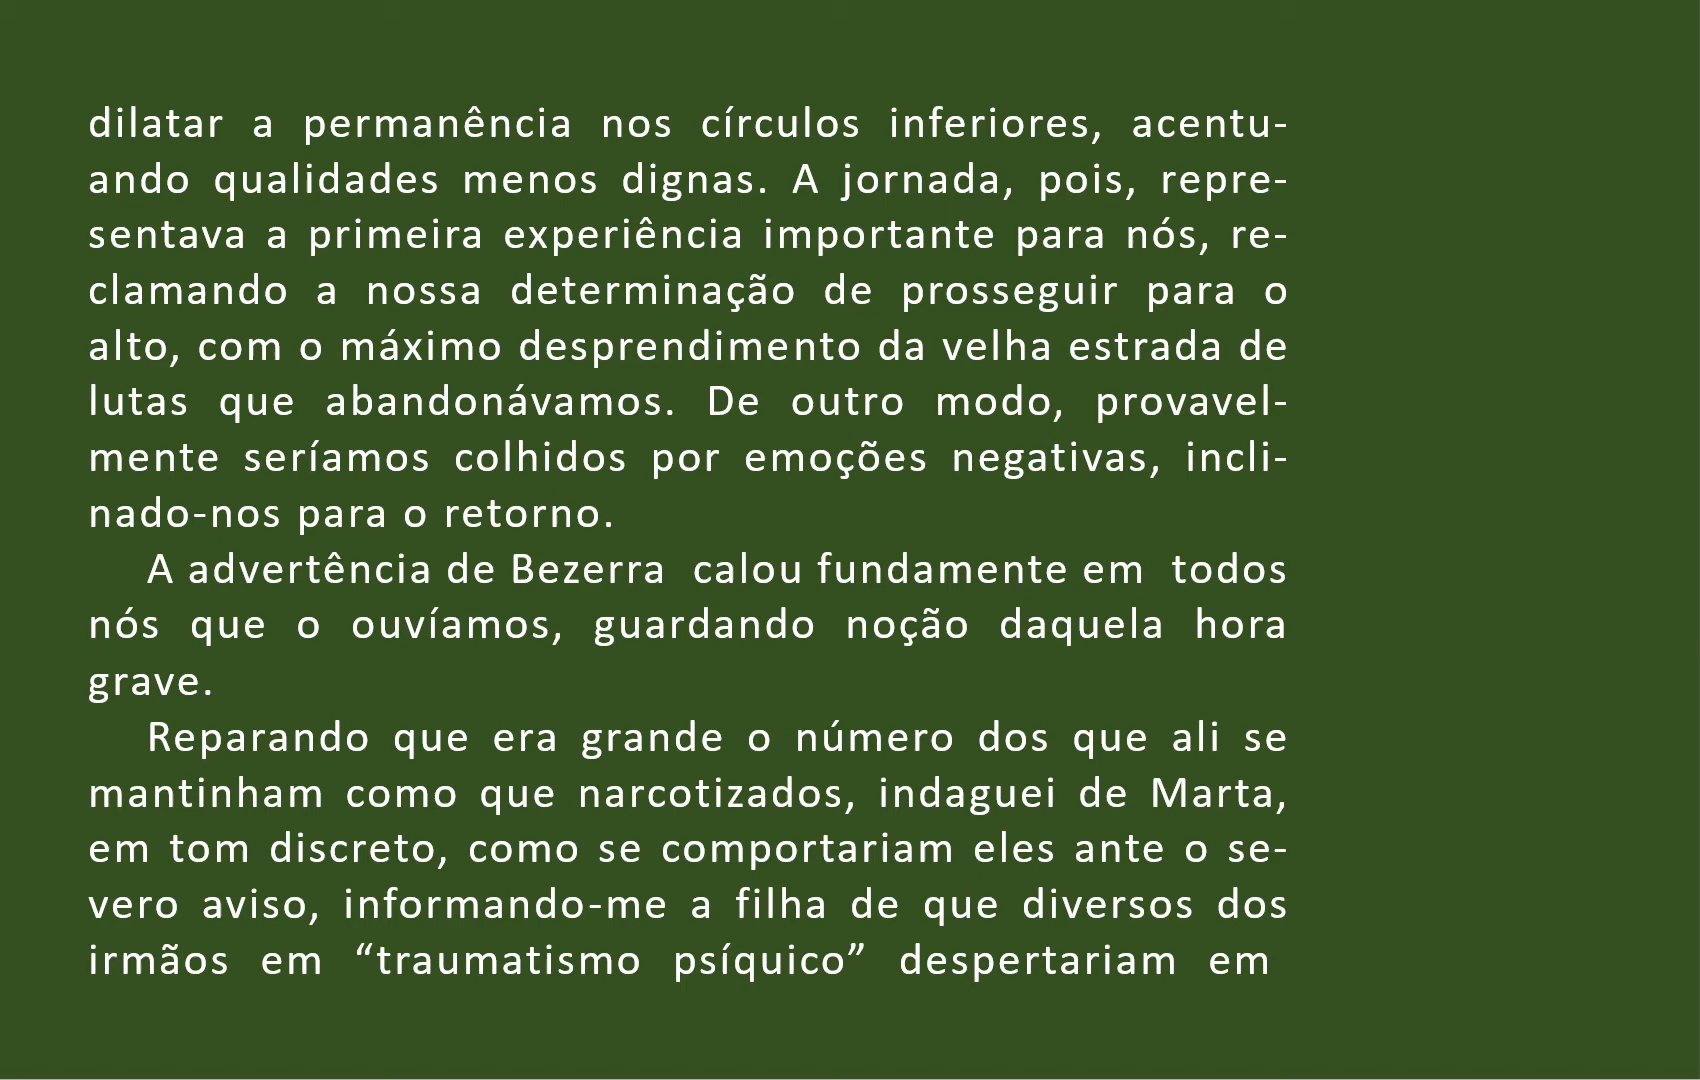 dilatar a permanência nos círculos inferiores, acentu-
ando qualidades menos dignas. A jornada, pois, repre-
sentava a primeira experiência importante para nós, re-
clamando a nossa determinação de prosseguir para o
alto, com o máximo desprendimento da velha estrada de
lutas que abandonávamos. De outro modo, provavel-
mente seríamos colhidos por emoções negativas, incli-
nado-nos para o retorno.
A advertência de Bezerra calou fundamente em todos
nós que o ouvíamos, guardando noção daquela hora
grave.
Reparando que era grande o número dos que ali se
mantinham como que narcotizados, indaguei de Marta,
em tom discreto, como se comportariam eles ante o se-
vero aviso, informando-me a filha de que diversos dos
irmãos em “traumatismo psíquico” despertariam em